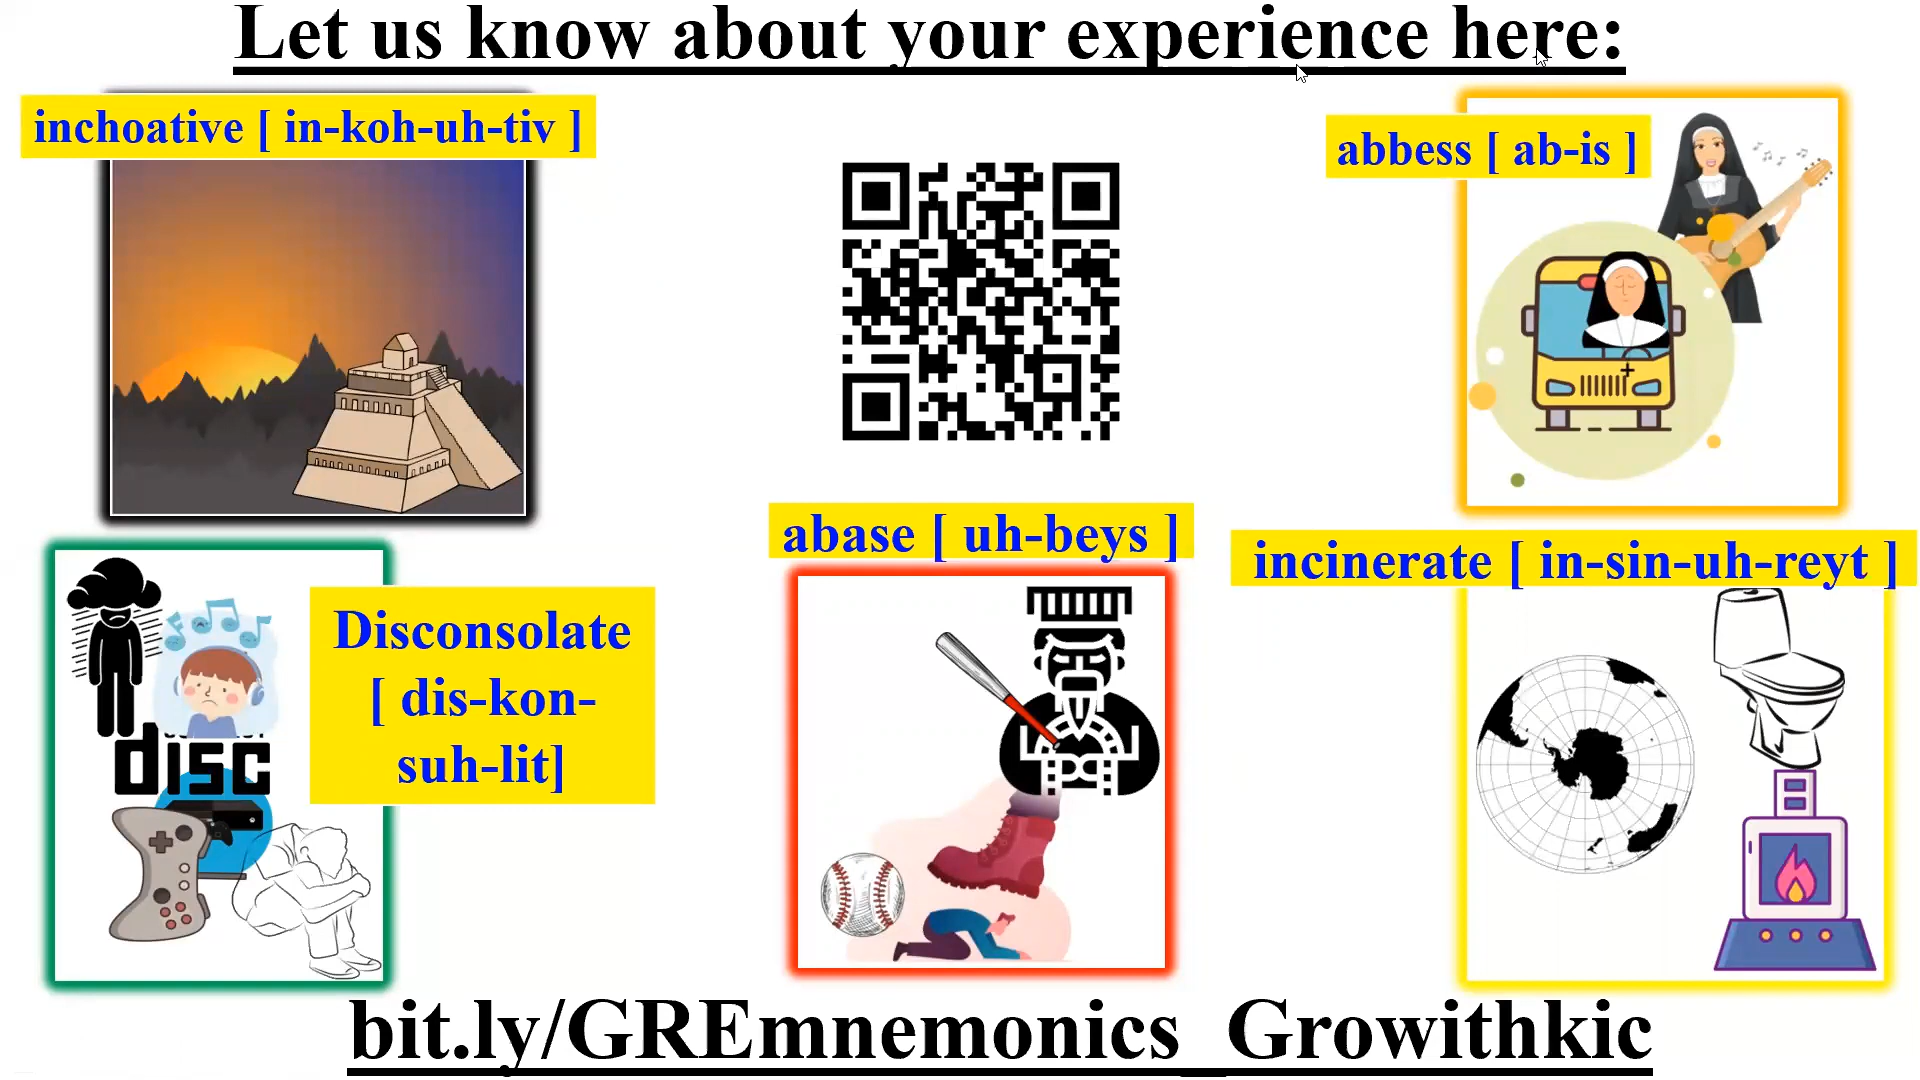 Let us know about your experience here:
inchoative [ in-koh-uh-tiv ]
abbess [ ab-is ]
abase [ uh-beys ]
incinerate [ in-sin-uh-reyt ]
Disconsolate
[ dis-kon-
suh-lit]
disc
bit.ly/GREmnemonics_Growithkic